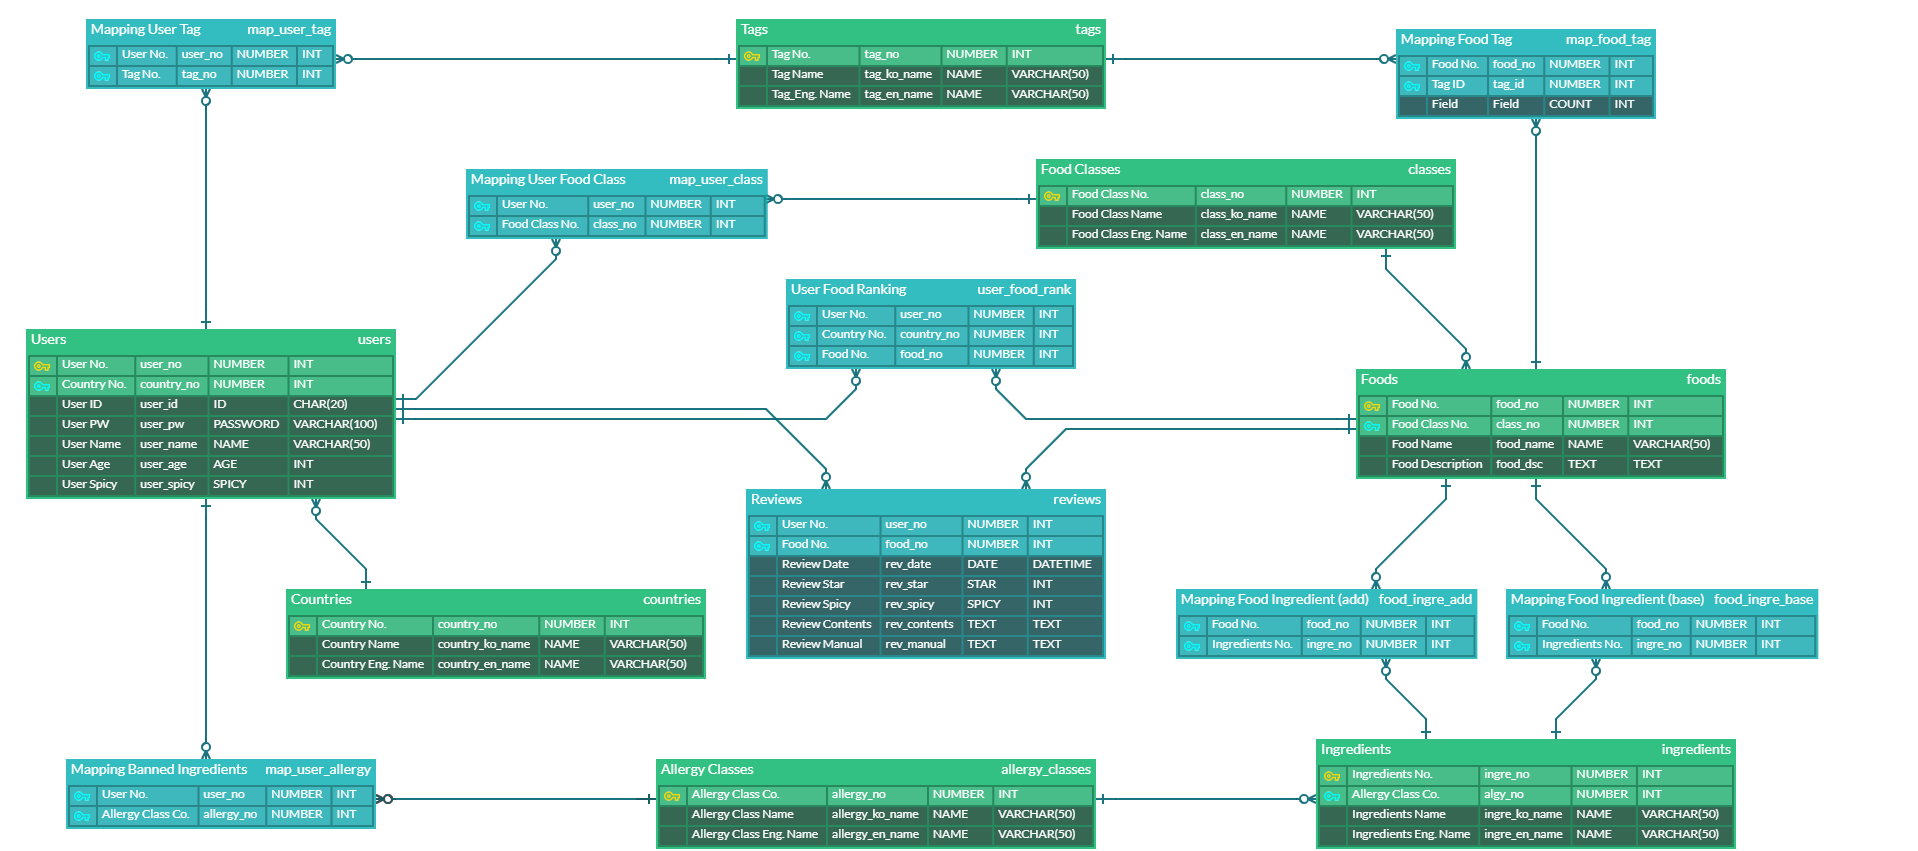 Mapping User Tag map_user_tag
User No. user_no NUMBER INT
Tag No. tag_no NUMBER INT
Tags tags
Tag No. tag_no NUMBER INT
Tag Name tag_ko_name NAME VARCHAR(50)
Tag_Eng. Name tag_en_name NAME VARCHAR(50)
Mapping Food Tag map_food_tag
Food No. food_no NUMBER INT
Tag ID tag_id NUMBER INT
Field Field COUNT INT
Mapping User Food Class map_user_class
User No. user_no NUMBER INT
Food Class No. class_no NUMBER INT
Food Classes classes
Food Class No. class_no NUMBER INT
Food Class Name class_ko_name NAME VARCHAR(50)
Food Class Eng. Name class_en_name NAME VARCHAR(50)
User Food Ranking user_food_rank
User No. user_no NUMBER INT
Country No. country_no NUMBER INT
Food No. food_no NUMBER INT
Users users
User No. user_no NUMBER INT
Country No. country_no NUMBER INT
User ID user_id ID CHAR(20)
User PW user_pw PASSWORD VARCHAR(100)
User Name user_name NAME VARCHAR(50)
User Age user_age AGE INT
User Spicy user_spicy SPICY INT
Foods foods
Food No. food_no NUMBER INT
Food Class No. class_no NUMBER INT
Food Name food_name NAME VARCHAR(50)
Food Description food_dsc TEXT TEXT
Reviews reviews
User No. user_no NUMBER INT
Food No. food_no NUMBER INT
Review Date rev_date DATE DATETIME
Review Star rev_star STAR INT
Review Spicy rev_spicy SPICY INT
Review Contents rev_contents TEXT TEXT
Review Manual rev_manual TEXT TEXT
Countries countries
Country No. country_no NUMBER INT
Country Name country_ko_name NAME VARCHAR(50)
Country Eng. Name country_en_name NAME VARCHAR(50)
Mapping Food Ingredient (add) food_ingre_add
Food No. food_no NUMBER INT
Ingredients No. ingre_no NUMBER INT
Mapping Food Ingredient (base) food_ingre_base
Food No. food_no NUMBER INT
Ingredients No. ingre_no NUMBER INT
Mapping Banned Ingredients map_user_allergy
User No. user_no NUMBER INT
Allergy Class Co. allergy_no NUMBER INT
Allergy Classes allergy_classes
Allergy Class Co. allergy_no NUMBER INT
Allergy Class Name allergy_ko_name NAME VARCHAR(50)
Allergy Class Eng. Name allergy_en_name NAME VARCHAR(50)
Ingredients ingredients
Ingredients No. ingre_no NUMBER INT
Allergy Class Co. algy_no NUMBER INT
Ingredients Name ingre_ko_name NAME VARCHAR(50)
Ingredients Eng. Name ingre_en_name NAME VARCHAR(50)